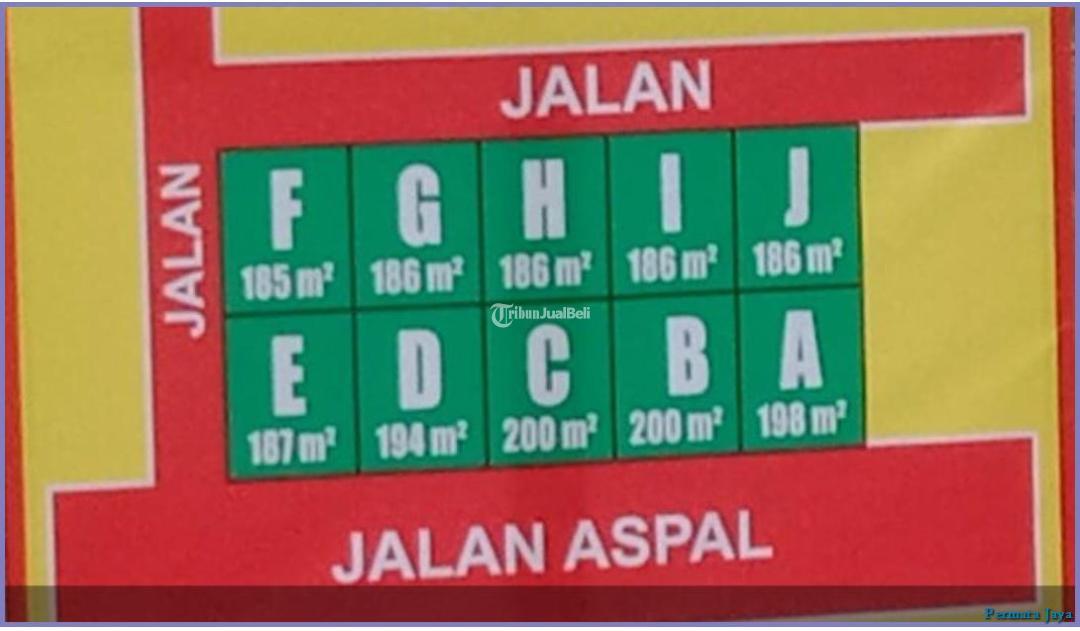 JALAN
JALAN
F G H I J
185 m² 186 m² 186 m² 186 m² 186 m²
TribunJualBeli
E D C B A
187 m² 194 m² 200 m² 200 m² 198 m²
JALAN ASPAL
Permata Jaya